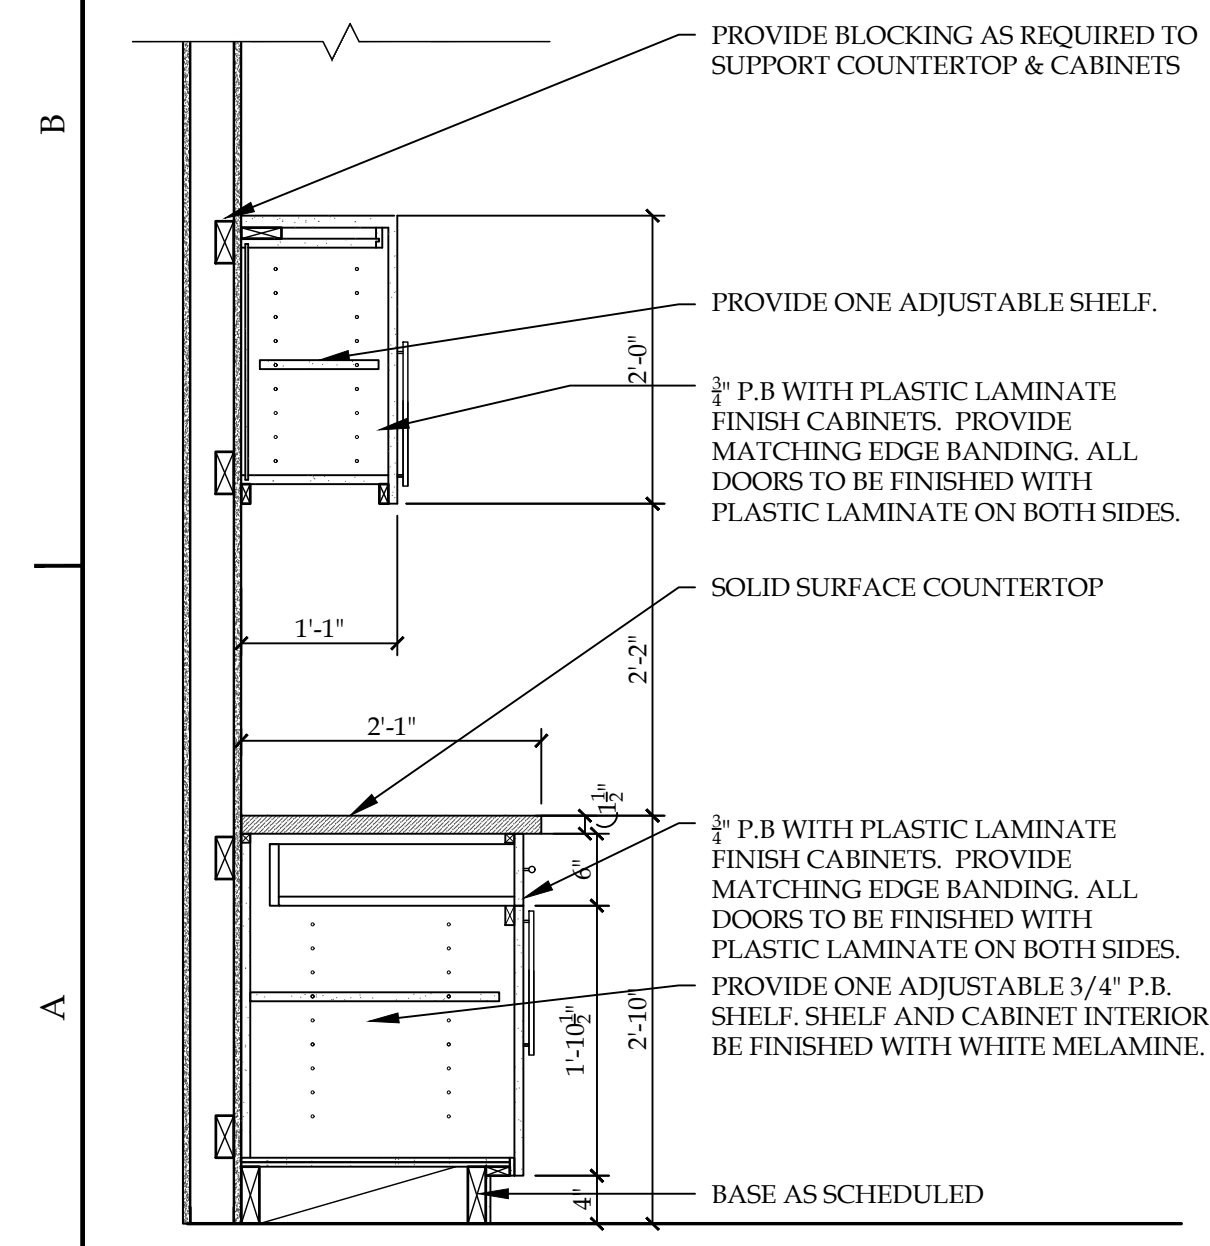 PROVIDE BLOCKING AS REQUIRED TO
SUPPORT COUNTERTOP & CABINETS
B
PROVIDE ONE ADJUSTABLE SHELF.
2'-0"
3/4" P.B WITH PLASTIC LAMINATE
FINISH CABINETS. PROVIDE
MATCHING EDGE BANDING. ALL
DOORS TO BE FINISHED WITH
PLASTIC LAMINATE ON BOTH SIDES.
SOLID SURFACE COUNTERTOP
1'-1"
2'-2"
2'-1"
1 1/2"
3/4" P.B WITH PLASTIC LAMINATE
FINISH CABINETS. PROVIDE
MATCHING EDGE BANDING. ALL
DOORS TO BE FINISHED WITH
PLASTIC LAMINATE ON BOTH SIDES.
6"
PROVIDE ONE ADJUSTABLE 3/4" P.B.
SHELF. SHELF AND CABINET INTERIOR
BE FINISHED WITH WHITE MELAMINE.
A
1'-10 1/2"
2'-10"
BASE AS SCHEDULED
4"